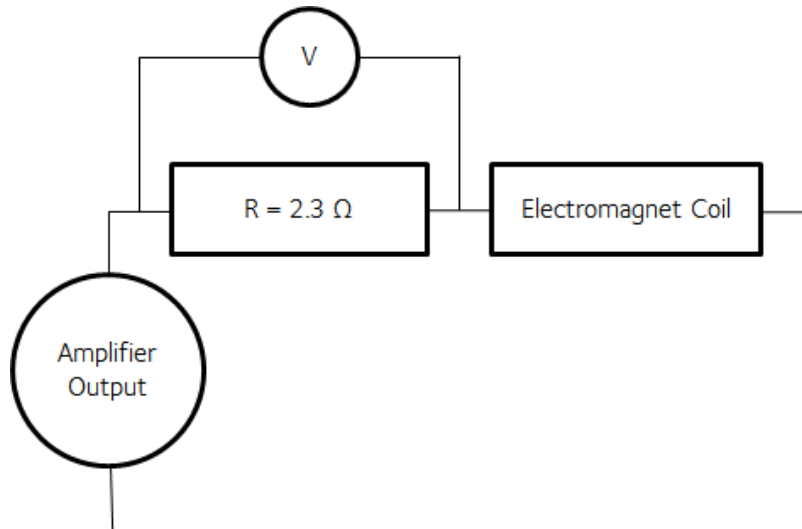 V
R = 2.3 Ω
Electromagnet Coil
Amplifier
Output